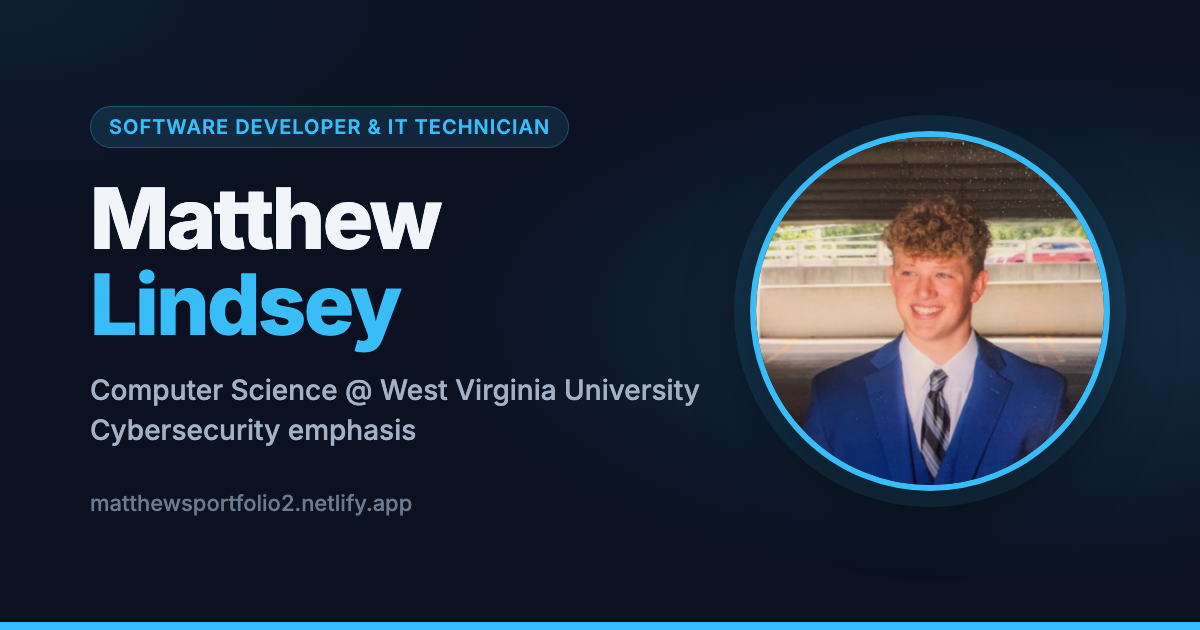 SOFTWARE DEVELOPER & IT TECHNICIAN
Matthew
Lindsey
Computer Science @ West Virginia University
Cybersecurity emphasis
matthewsportfolio2.netlify.app